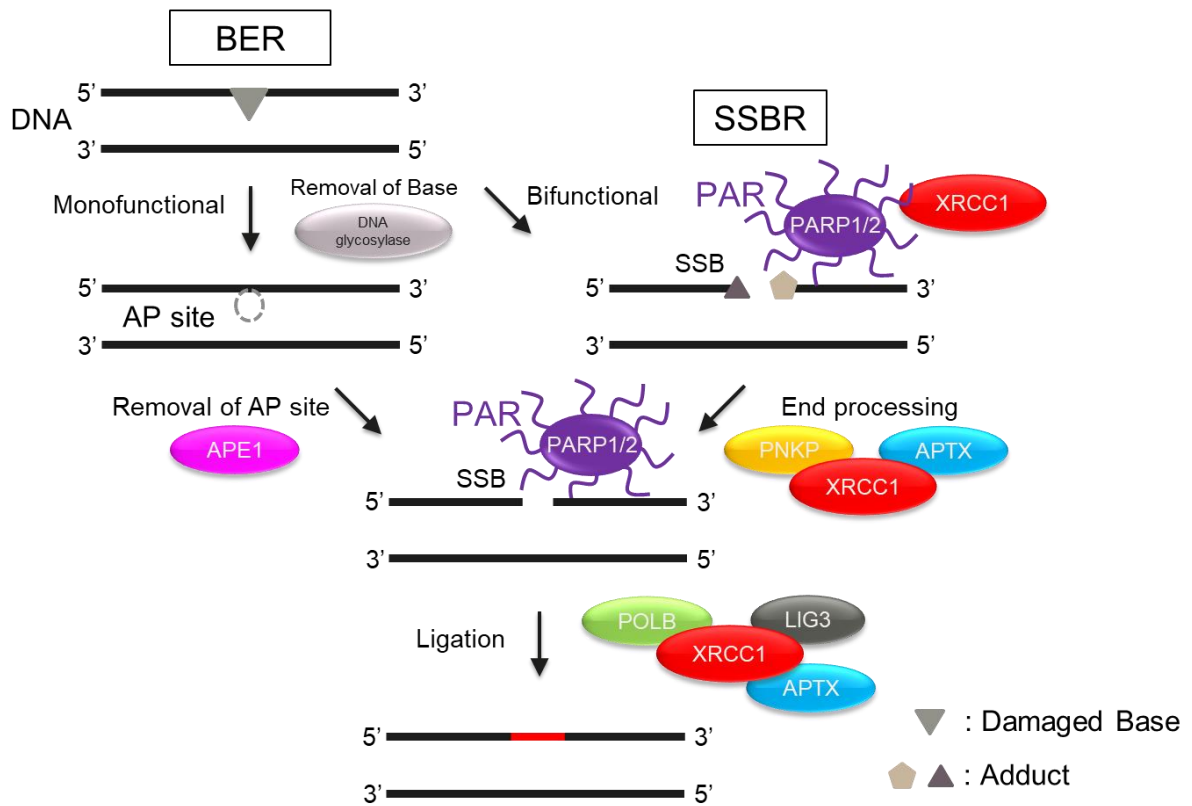 BER
5’ 3’
DNA
3’ 5’
SSBR
Monofunctional
Removal of Base
DNA
glycosylase
Bifunctional
PAR
PARP1/2
XRCC1
SSB
5’ 3’
AP site
3’ 5’
5’ 3’
3’ 5’
Removal of AP site
APE1
PAR
PARP1/2
SSB
5’ 3’
3’ 5’
End processing
PNKP
APTX
XRCC1
Ligation
POLB
LIG3
XRCC1
APTX
5’ 3’
3’ 5’
: Damaged Base
: Adduct